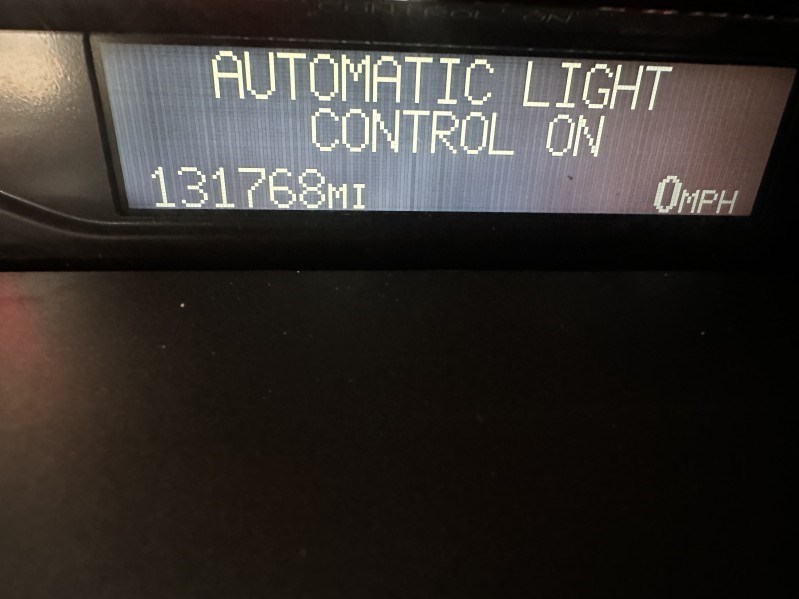 AUTOMATIC LIGHT
CONTROL ON
131768MI 0MPH